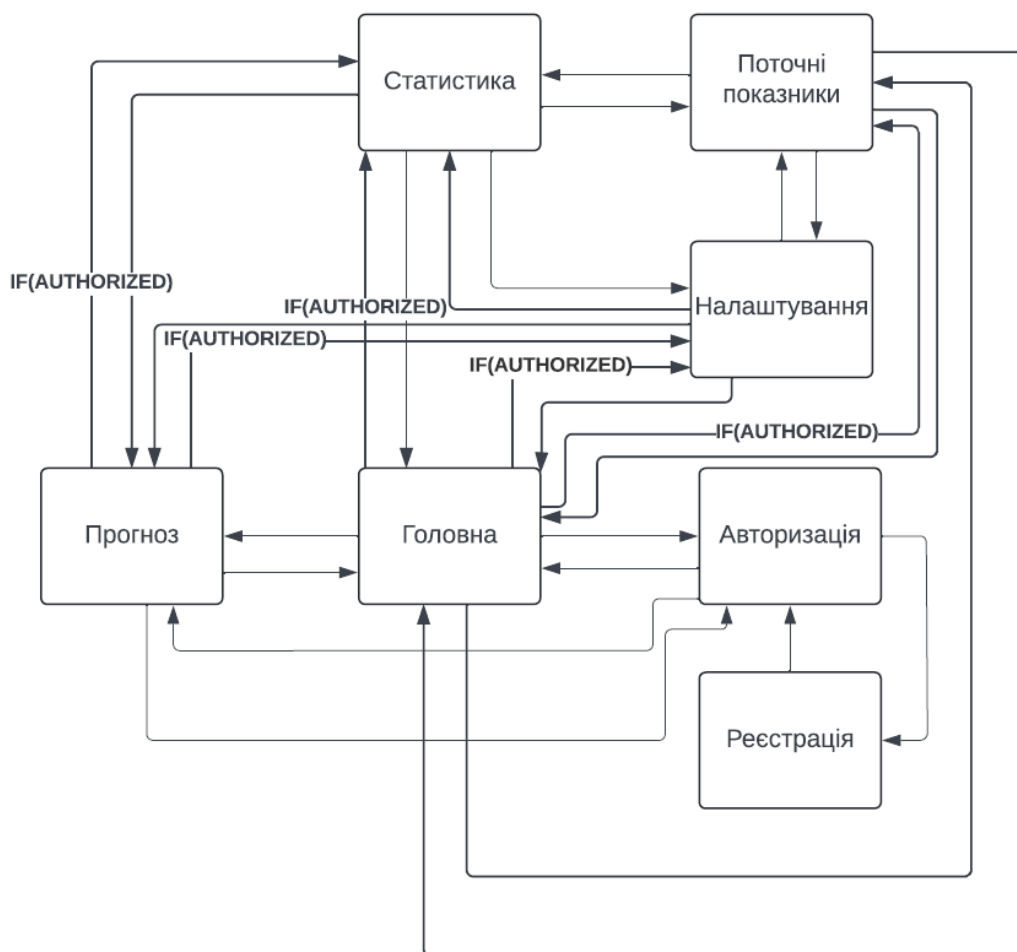 Статистика
Поточні
показники
IF(AUTHORIZED)
IF(AUTHORIZED)
Налаштування
IF(AUTHORIZED)
IF(AUTHORIZED)
IF(AUTHORIZED)
Прогноз
Головна
Авторизація
Реєстрація